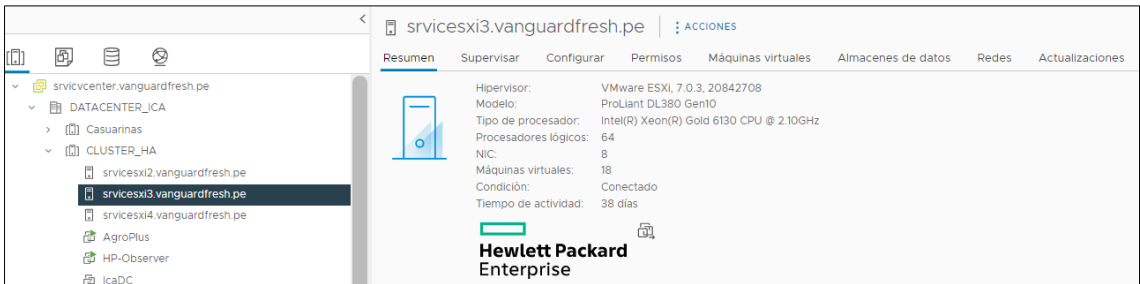 srvicvcenter.vanguardfresh.pe
DATACENTER_ICA
Casuarinas
CLUSTER_HA
srvicesxi2.vanguardfresh.pe
srvicesxi3.vanguardfresh.pe
srvicesxi4.vanguardfresh.pe
AgroPlus
HP-Observer
IcaDC
srvicesxi3.vanguardfresh.pe ACCIONES
Resumen Supervisar Configurar Permisos Máquinas virtuales Almacenes de datos Redes Actualizaciones
Hipervisor: VMware ESXi, 7.0.3, 20842708
Modelo: ProLiant DL380 Gen10
Tipo de procesador: Intel(R) Xeon(R) Gold 6130 CPU @ 2.10GHz
Procesadores lógicos: 64
NIC: 8
Máquinas virtuales: 18
Condición: Conectado
Tiempo de actividad: 38 días
Hewlett Packard
Enterprise